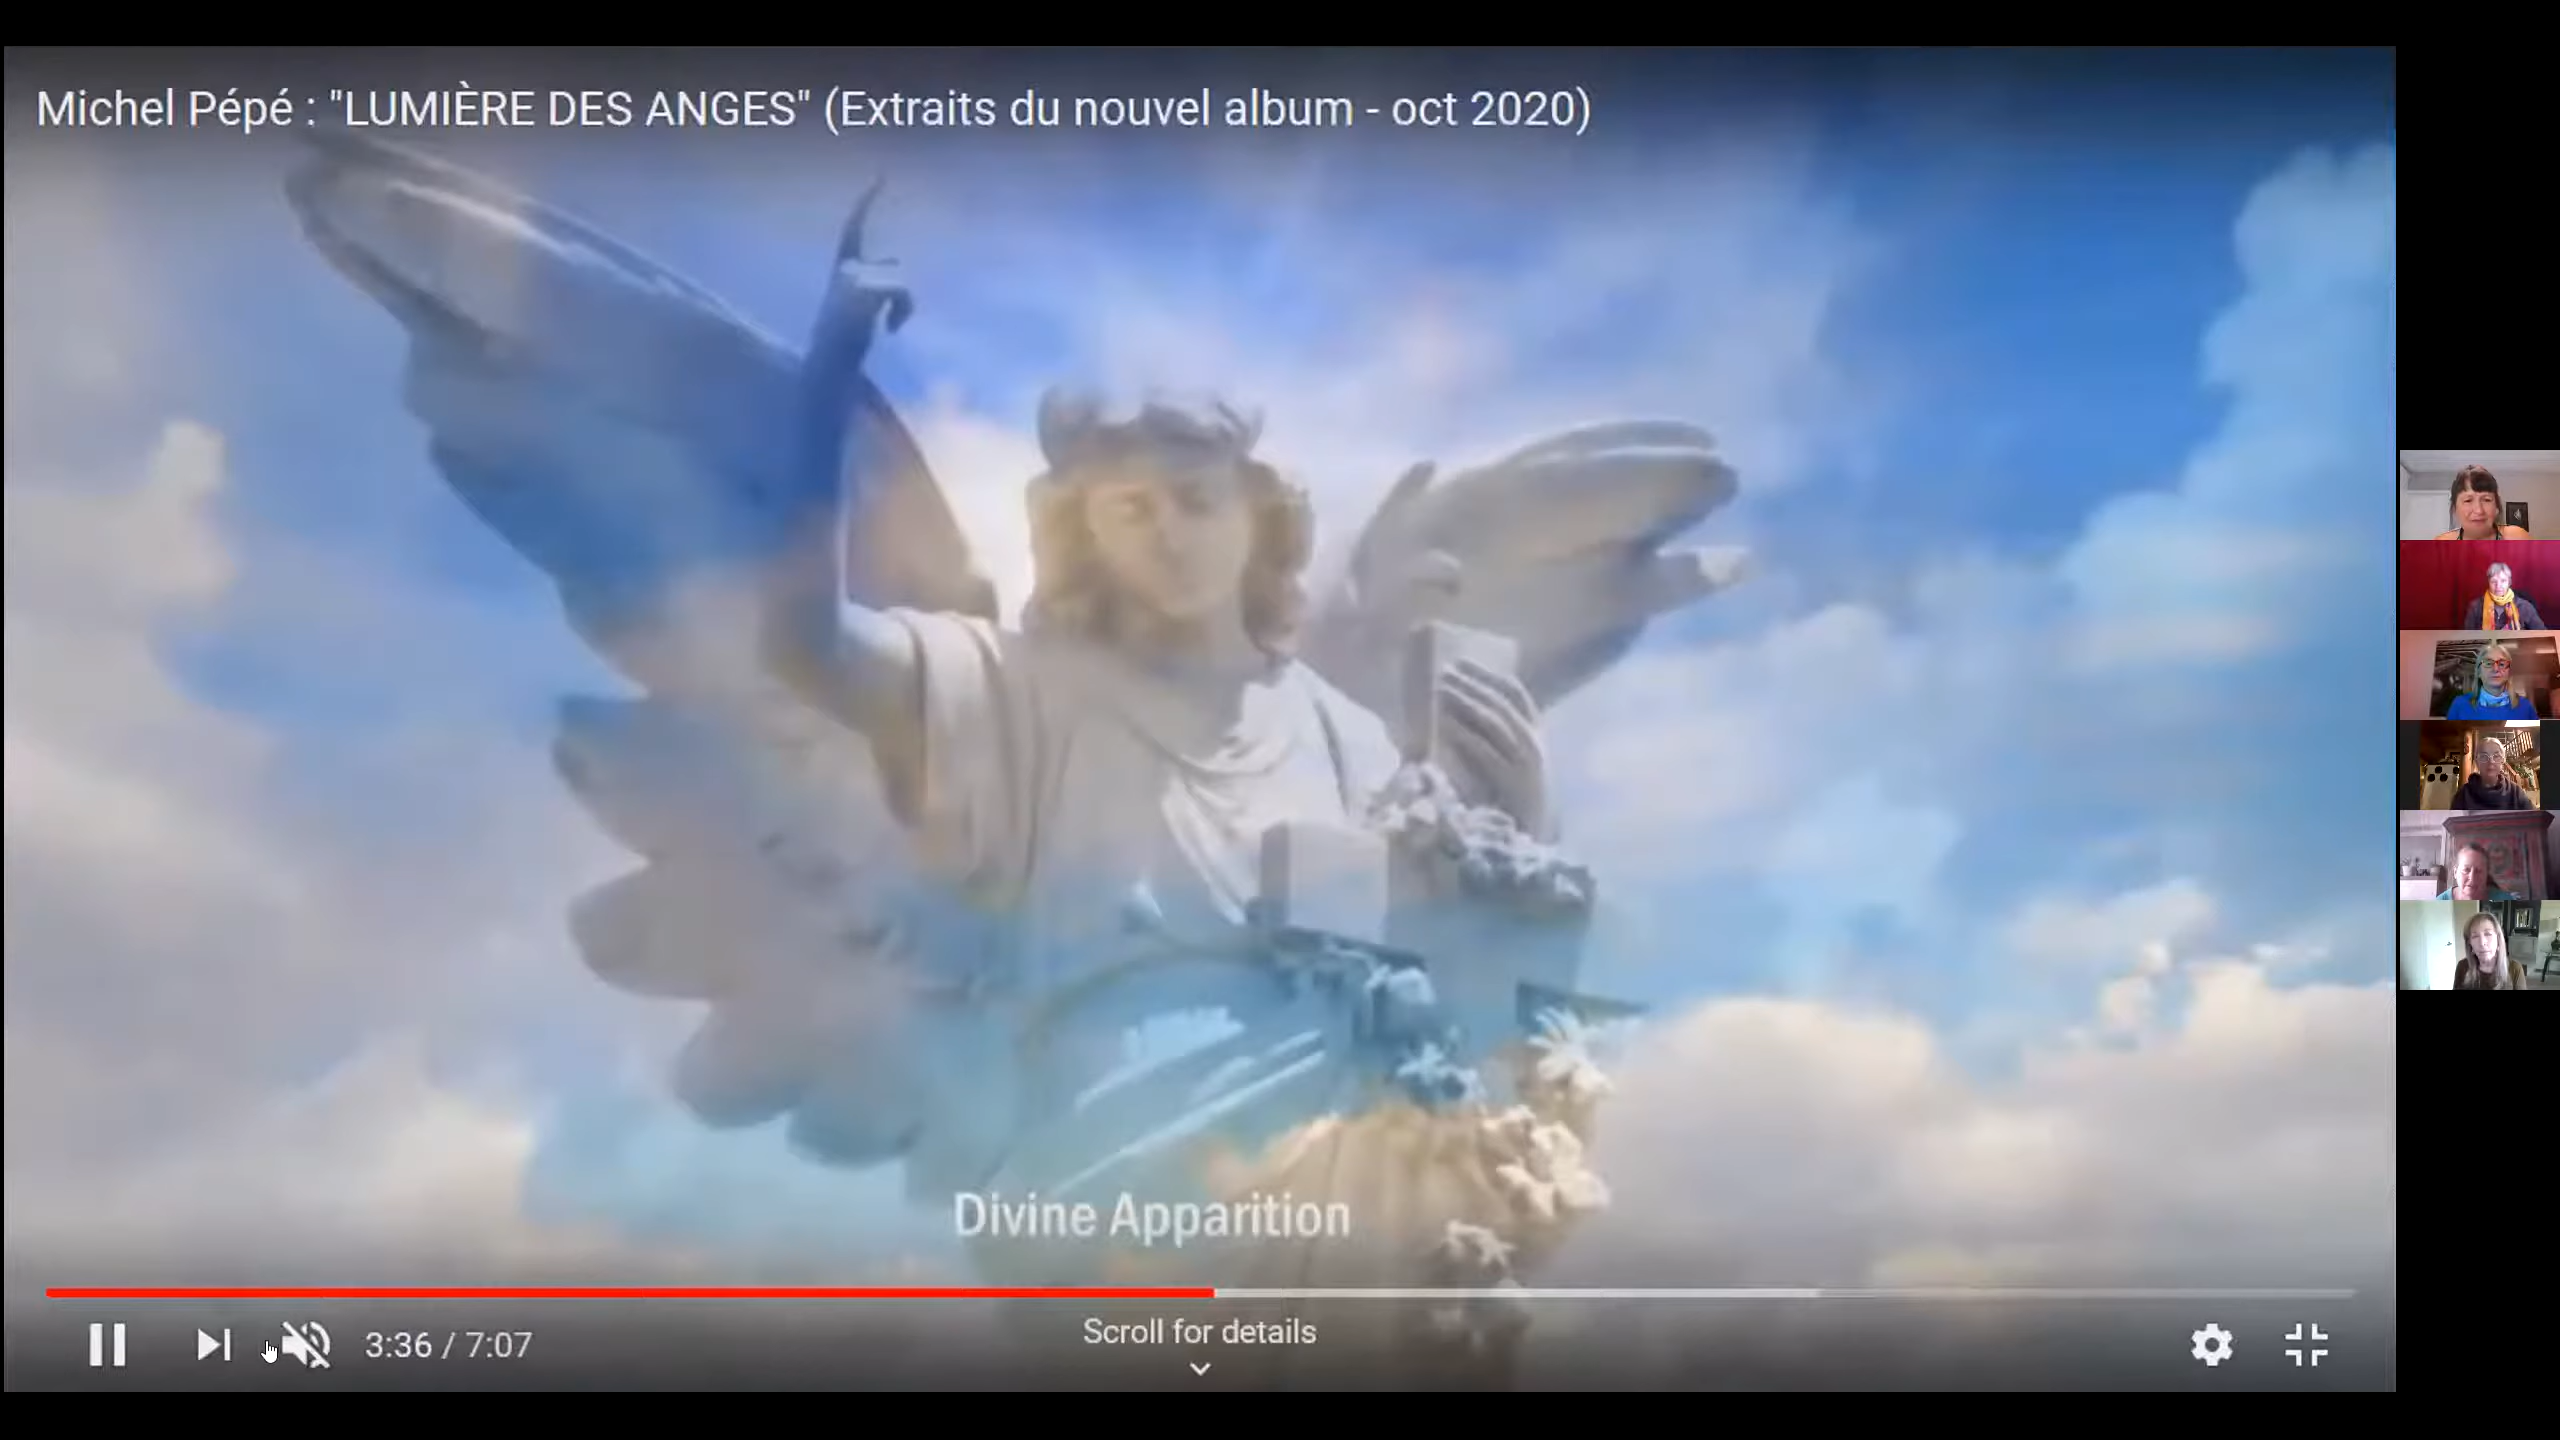 Michel Pépé : "LUMIÈRE DES ANGES" (Extraits du nouvel album - oct 2020)
Divine Apparition
3:36 / 7:07
Scroll for details